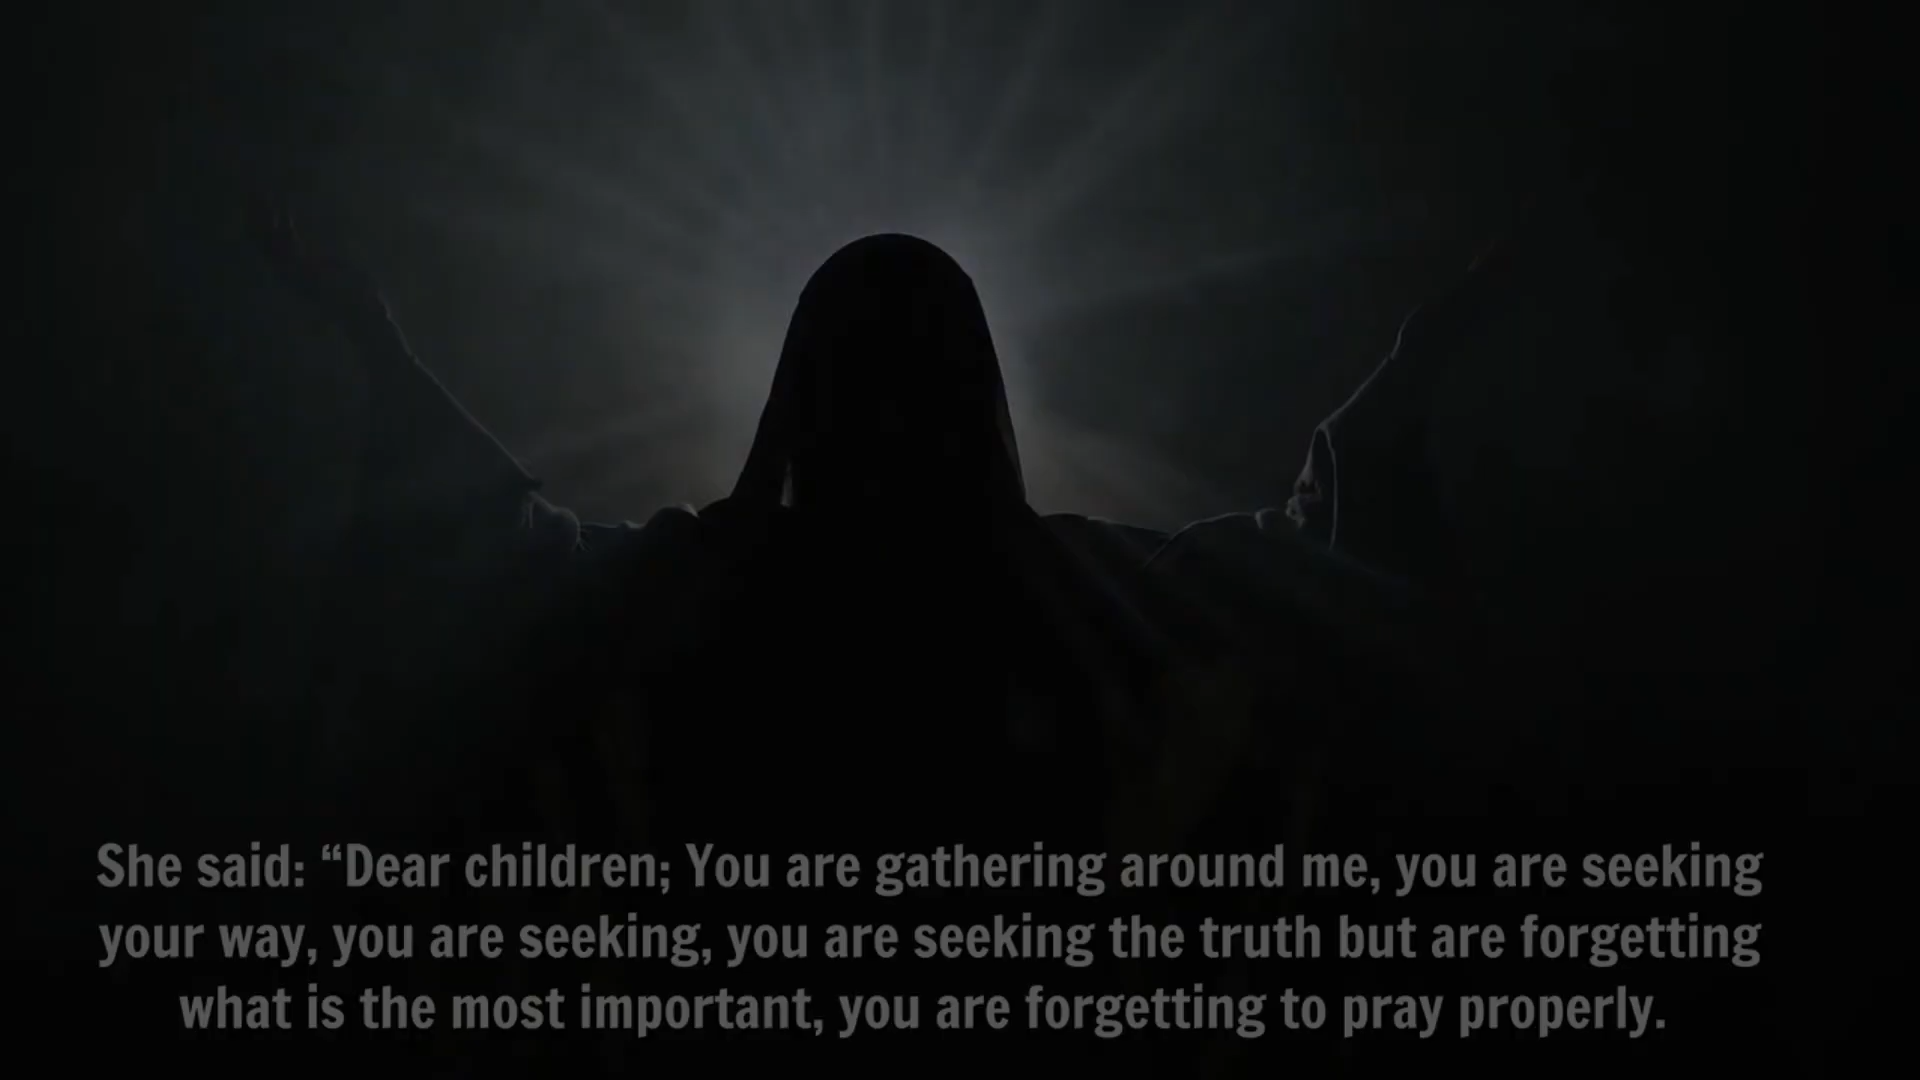 She said: “Dear children; You are gathering around me, you are seeking
your way, you are seeking, you are seeking the truth but are forgetting
what is the most important, you are forgetting to pray properly.